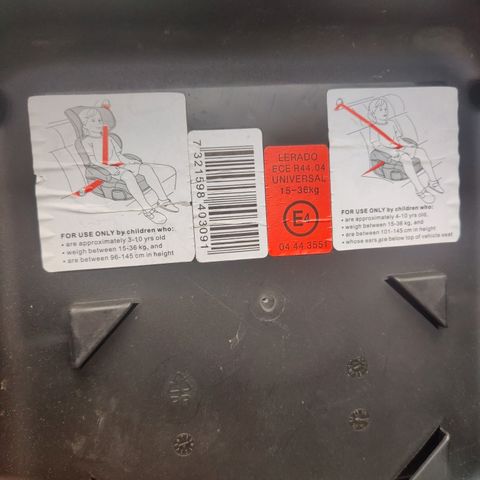 FOR USE ONLY by children who:
• are approximately 3-10 yrs old
• weigh between 15-36 kg, and
• are between 96-145 cm in height
7 321598 403091
LERADO
ECE R44.04
UNIVERSAL
15-36kg
E4
04.44.3551
FOR USE ONLY by children who:
• are approximately 4-10 yrs old,
• weigh between 15-36 kg, and
• are between 101-145 cm in height
• whose ears are below top of vehicle seat